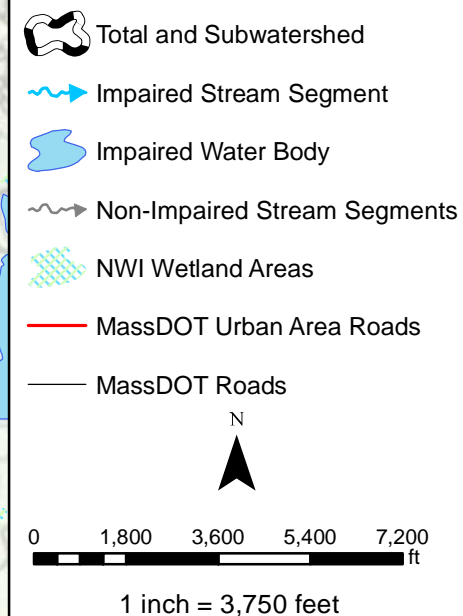 Total and Subwatershed
Impaired Stream Segment
Impaired Water Body
Non-Impaired Stream Segments
NWI Wetland Areas
MassDOT Urban Area Roads
MassDOT Roads
N
0 1,800 3,600 5,400 7,200
ft
1 inch = 3,750 feet